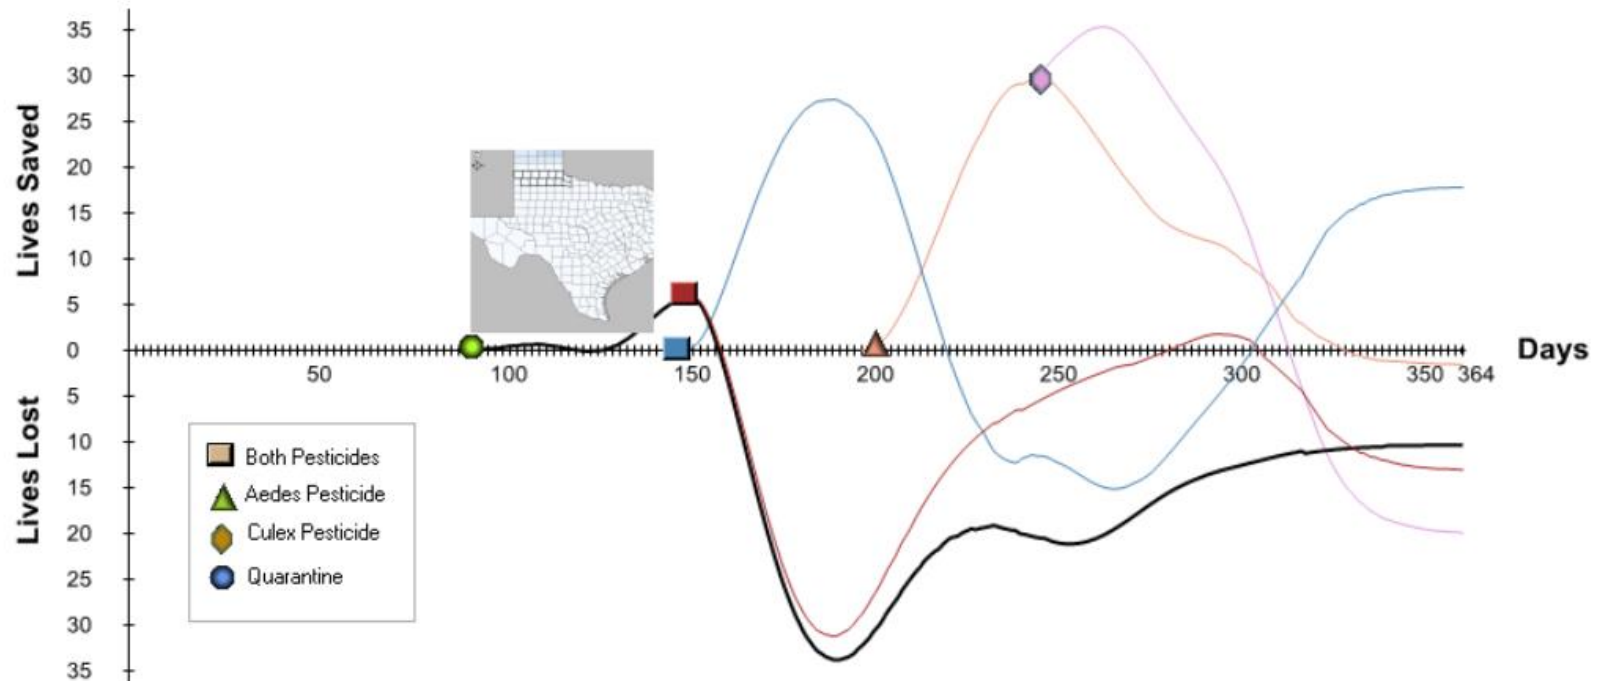 35
30
25
20
15
10
5
0
5
10
15
20
25
30
35
Lives Saved
Lives Lost
50 100 150 200 250 300 350 364
Days
Both Pesticides
Aedes Pesticide
Culex Pesticide
Quarantine